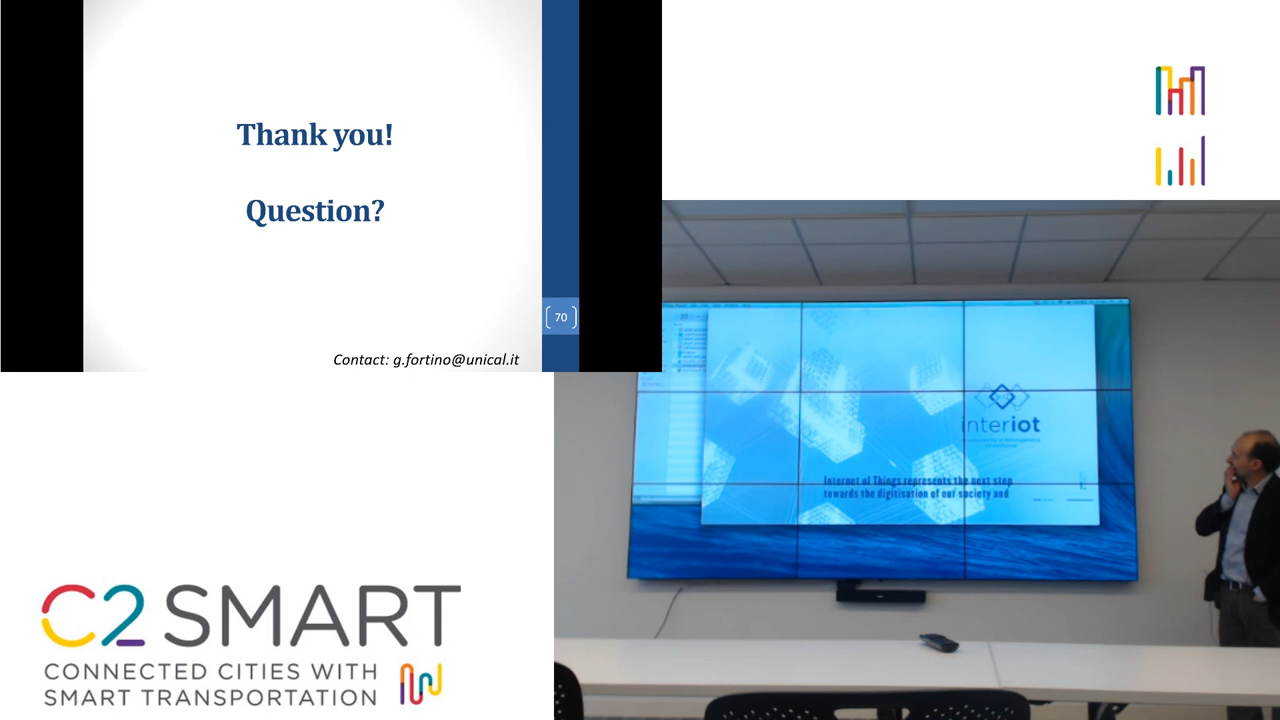 Thank you!
Question?
70
Contact: g.fortino@unical.it
interiot
Internet of Things represents the next step
towards the digitisation of our society and
C2 SMART
CONNECTED CITIES WITH
SMART TRANSPORTATION